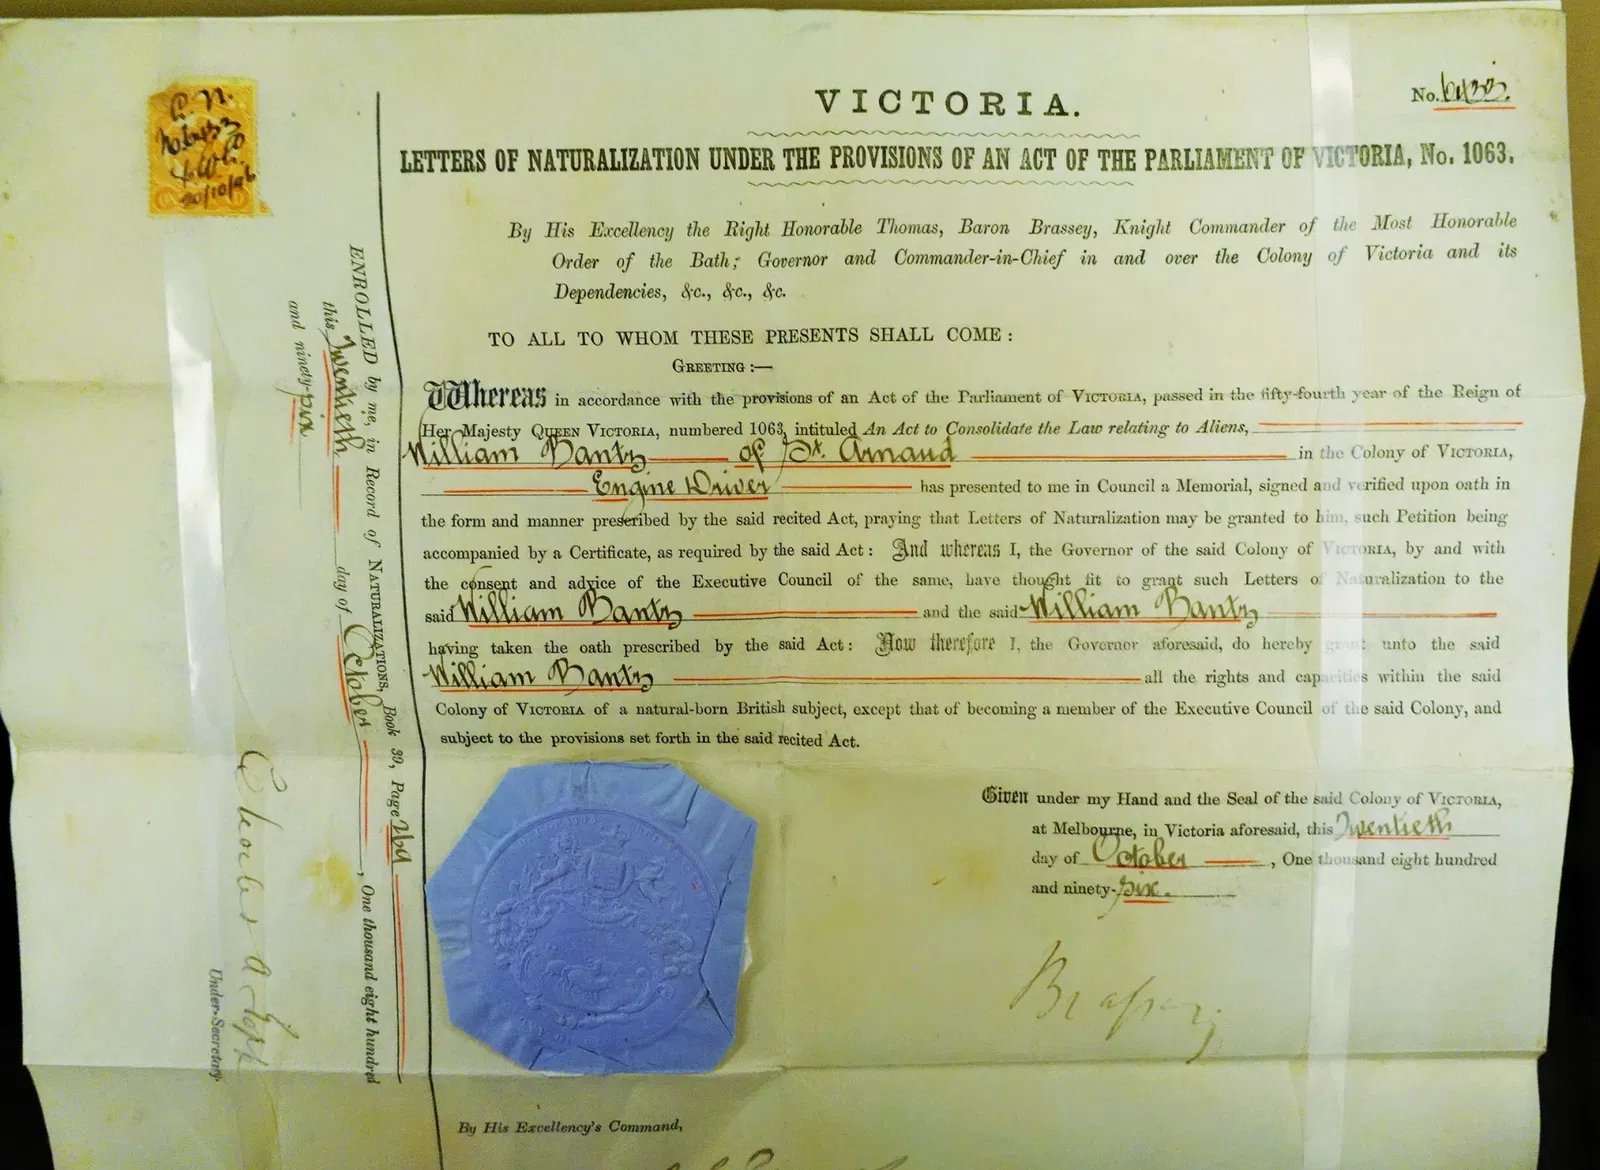 VICTORIA.
No. 6433.
LETTERS OF NATURALIZATION UNDER THE PROVISIONS OF AN ACT OF THE PARLIAMENT OF VICTORIA, No. 1063.
By His Excellency the Right Honorable Thomas, Baron Brassey, Knight Commander of the Most Honorable
Order of the Bath; Governor and Commander-in-Chief in and over the Colony of Victoria and its
Dependencies, &c., &c., &c.
TO ALL TO WHOM THESE PRESENTS SHALL COME:
GREETING:—
Whereas in accordance with the provisions of an Act of the Parliament of VICTORIA, passed in the fifty-fourth year of the Reign of
Her Majesty QUEEN VICTORIA, numbered 1063, intituled An Act to Consolidate the Law relating to Aliens,
William Bantz of St. Arnaud in the Colony of VICTORIA,
Engine Driver has presented to me in Council a Memorial, signed and verified upon oath in
the form and manner prescribed by the said recited Act, praying that Letters of Naturalization may be granted to him, such Petition being
accompanied by a Certificate, as required by the said Act: And whereas I, the Governor of the said Colony of VICTORIA, by and with
the consent and advice of the Executive Council of the same, have thought fit to grant such Letters of Naturalization to the
said William Bantz and the said William Bantz
having taken the oath prescribed by the said Act: Now therefore I, the Governor aforesaid, do hereby grant unto the said
William Bantz all the rights and capacities within the said
Colony of VICTORIA of a natural-born British subject, except that of becoming a member of the Executive Council of the said Colony, and
subject to the provisions set forth in the said recited Act.
Given under my Hand and the Seal of the said Colony of VICTORIA,
at Melbourne, in Victoria aforesaid, this Twentieth
day of October, One thousand eight hundred
and ninety-six.
Brassey
By His Excellency's Command,
20/10/96
ENROLLED by me, in Record of NATURALIZATIONS, Book 39, Page 269
this Twentieth day of October, One thousand eight hundred
and ninety-six
Under-Secretary